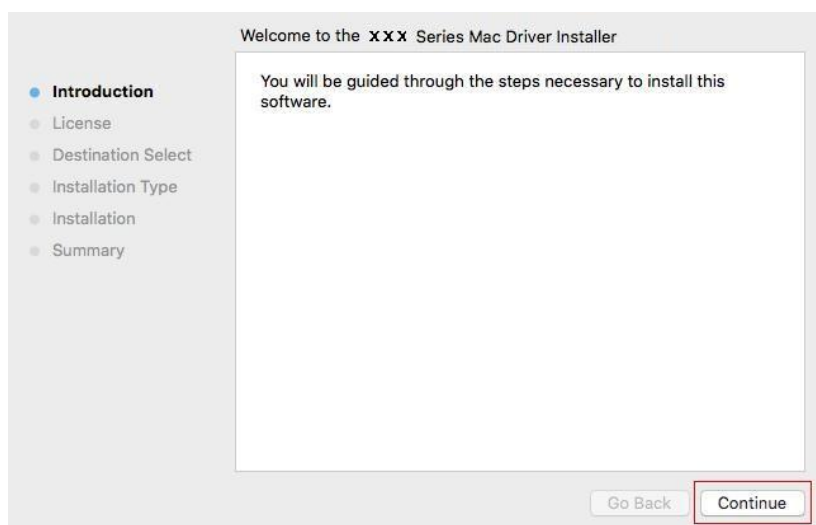 Welcome to the XXX Series Mac Driver Installer
Introduction
License
Destination Select
Installation Type
Installation
Summary
You will be guided through the steps necessary to install this
software.
Go Back
Continue